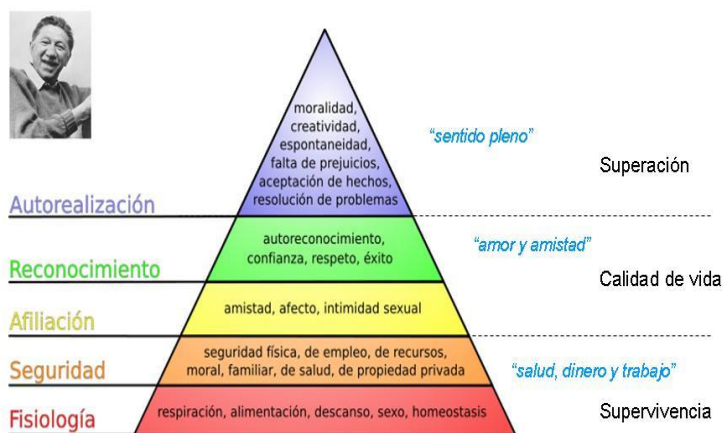 moralidad,
creatividad,
espontaneidad,
falta de prejuicios,
aceptación de hechos,
resolución de problemas
"sentido pleno"
Superación
Autorealización
autoreconocimiento,
confianza, respeto, éxito
"amor y amistad"
Reconocimiento
Calidad de vida
amistad, afecto, intimidad sexual
Afiliación
seguridad física, de empleo, de recursos,
moral, familiar, de salud, de propiedad privada
Seguridad
"salud, dinero y trabajo"
respiración, alimentación, descanso, sexo, homeostasis
Fisiología
Supervivencia